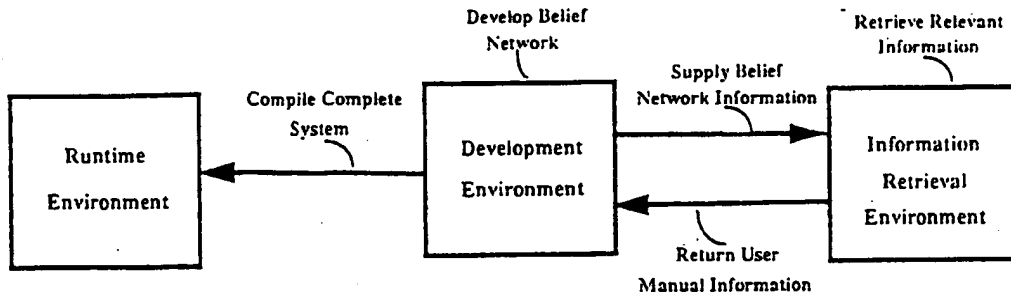 Develop Belief
Network
Retrieve Relevant
Information
Compile Complete
System
Supply Belief
Network Information
Runtime
Environment
Development
Environment
Information
Retrieval
Environment
Return User
Manual Information